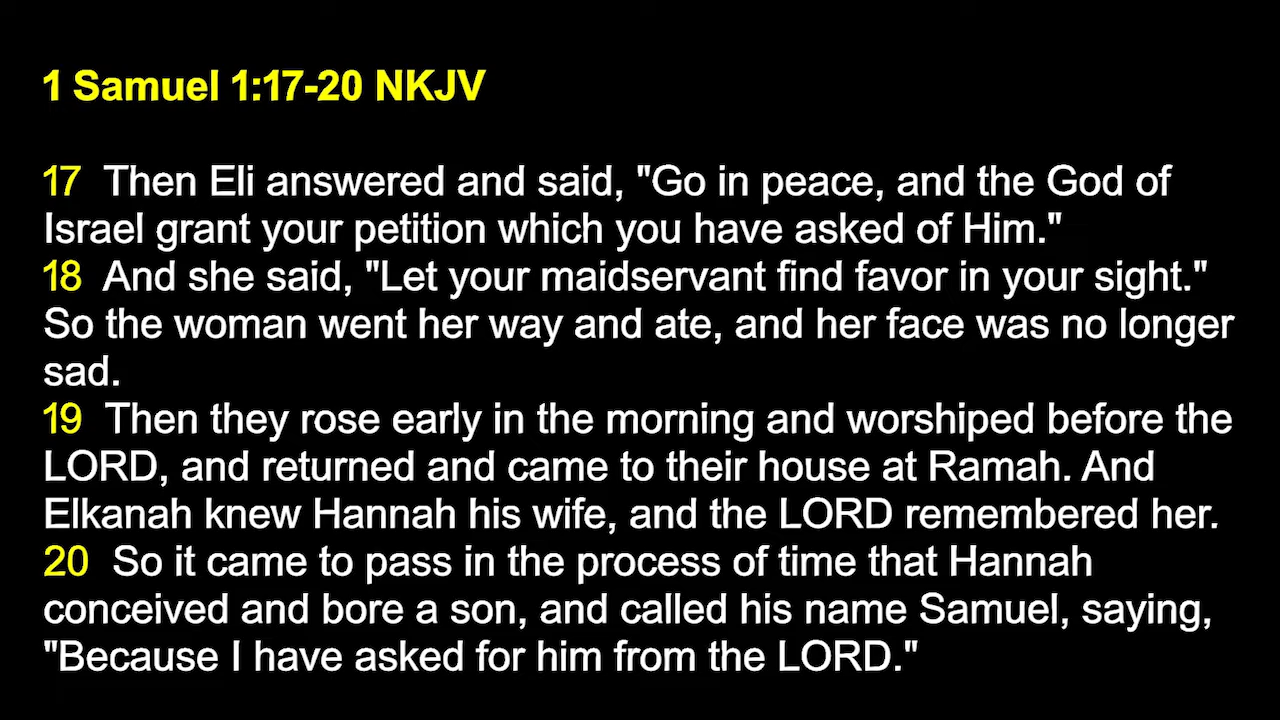 1 Samuel 1:17-20 NKJV
17 Then Eli answered and said, "Go in peace, and the God of
Israel grant your petition which you have asked of Him."
18 And she said, "Let your maidservant find favor in your sight."
So the woman went her way and ate, and her face was no longer
sad.
19 Then they rose early in the morning and worshiped before the
LORD, and returned and came to their house at Ramah. And
Elkanah knew Hannah his wife, and the LORD remembered her.
20 So it came to pass in the process of time that Hannah
conceived and bore a son, and called his name Samuel, saying,
"Because I have asked for him from the LORD."